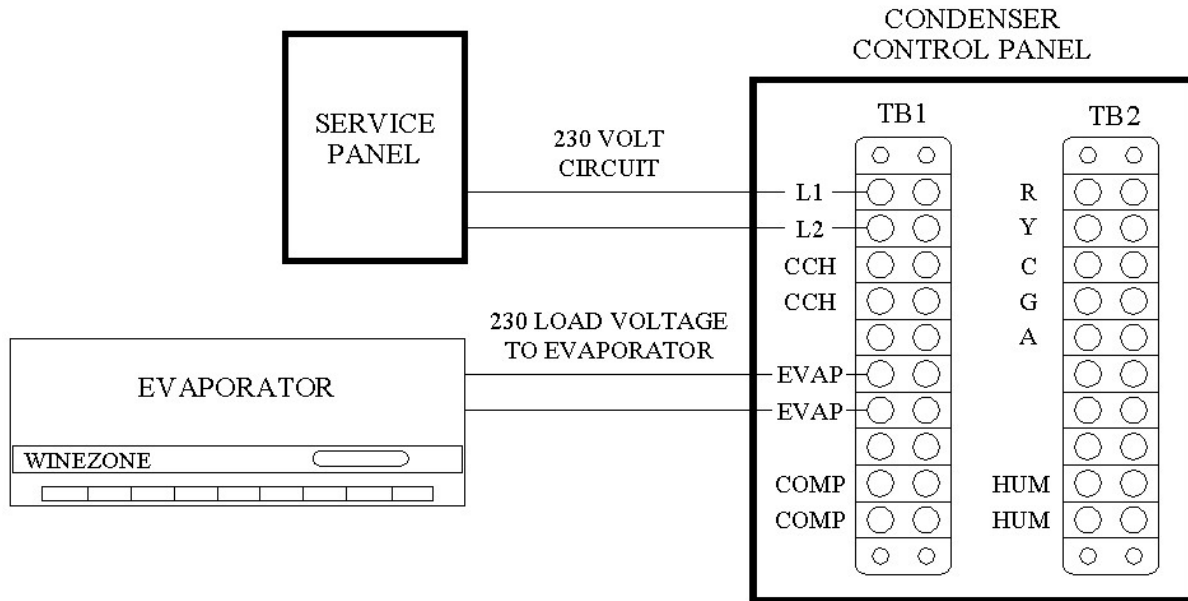 CONDENSER
CONTROL PANEL
SERVICE
PANEL
230 VOLT
CIRCUIT
TB1
TB2
L1
R
L2
Y
CCH
C
CCH
G
230 LOAD VOLTAGE
TO EVAPORATOR
A
EVAPORATOR
EVAP
EVAP
WINEZONE
COMP
HUM
COMP
HUM